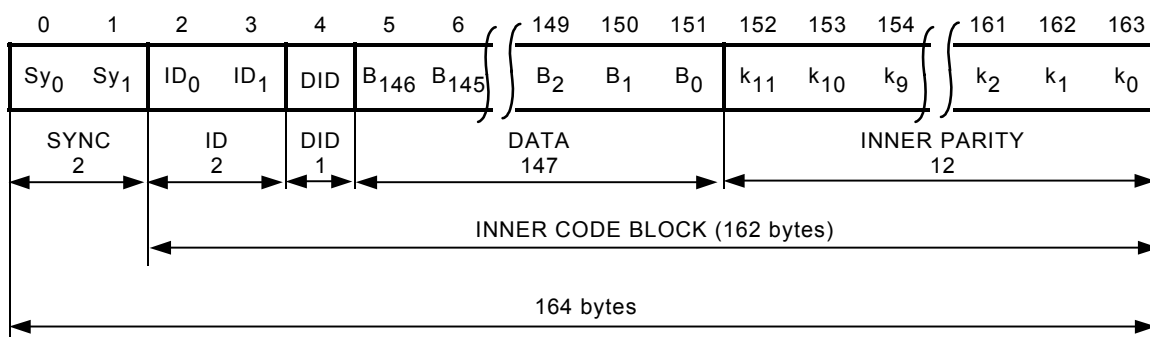 0 1 2 3 4 5 6 149 150 151 152 153 154 161 162 163
Sy0 Sy1 ID0 ID1 DID B146 B145 B2 B1 B0 k11 k10 k9 k2 k1 k0
SYNC ID DID DATA INNER PARITY
2 2 1 147 12
INNER CODE BLOCK (162 bytes)
164 bytes